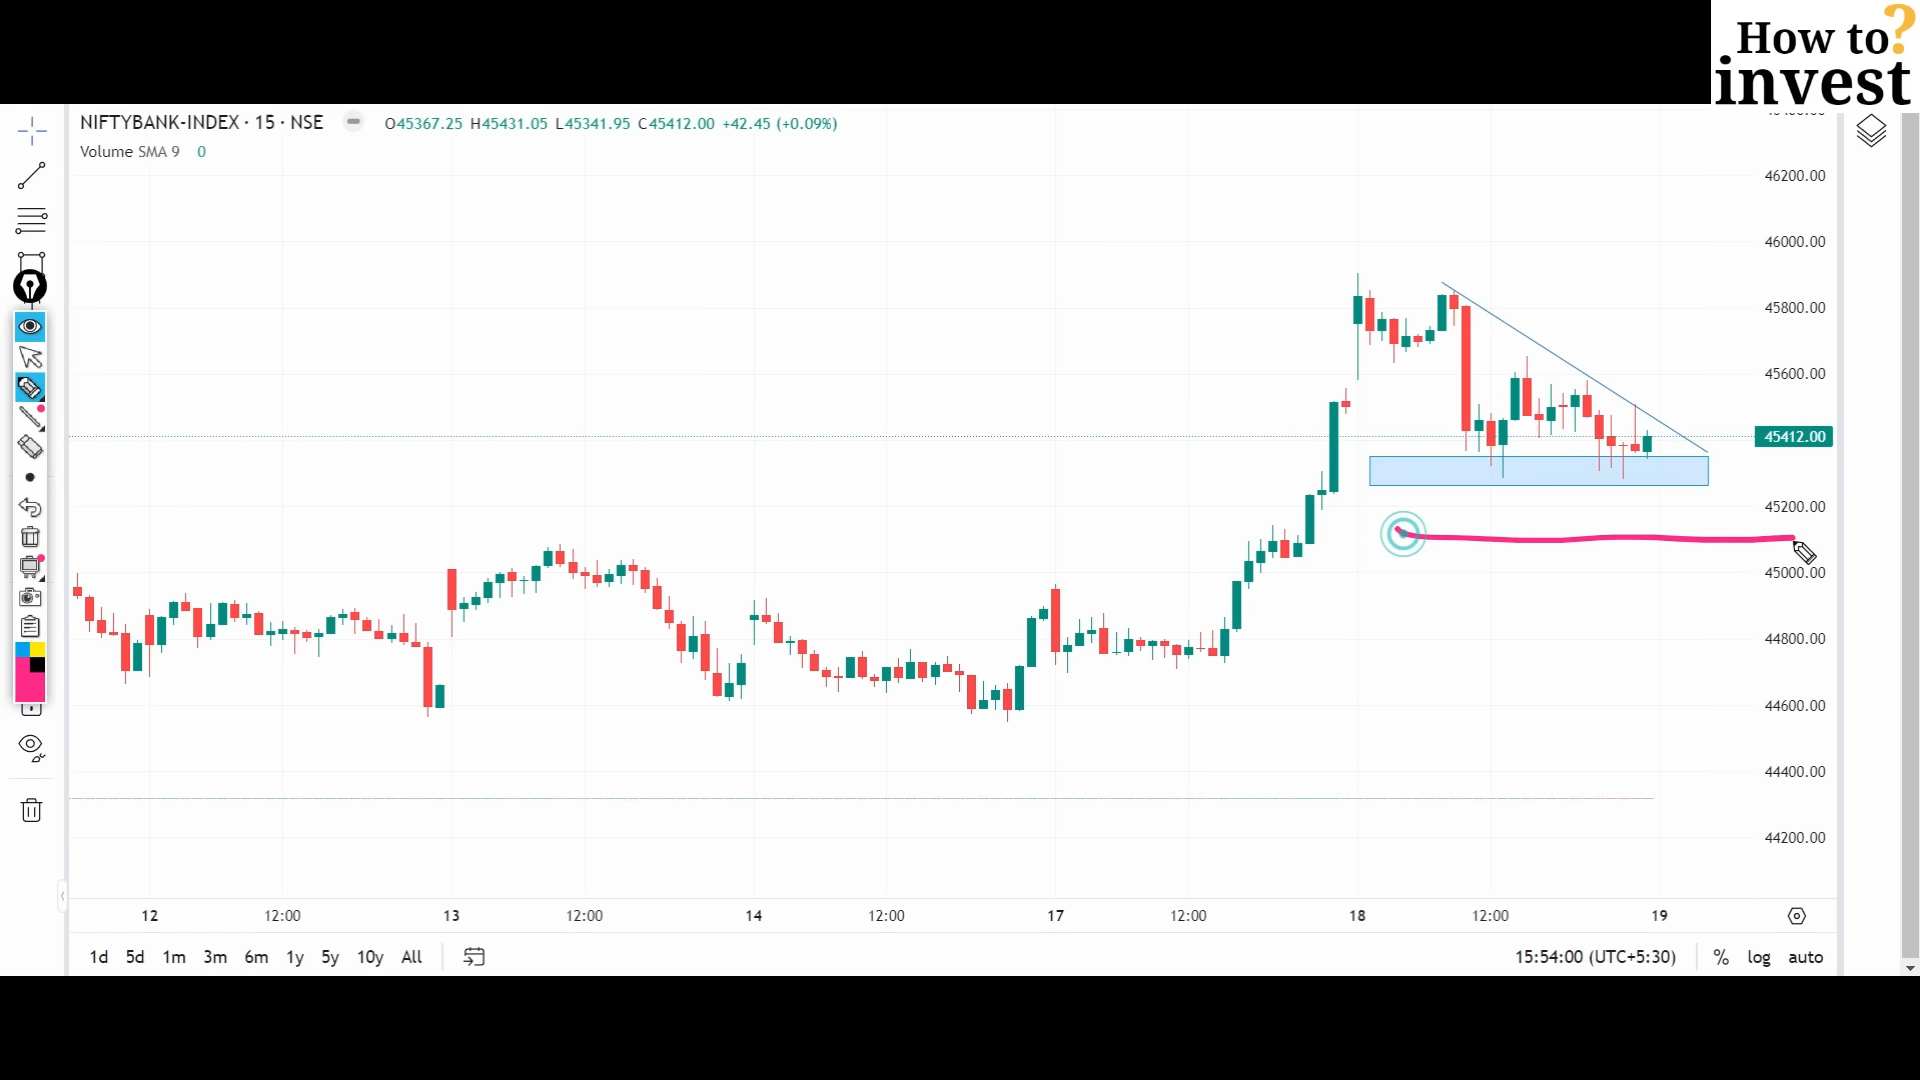 How to?
invest
NIFTYBANK-INDEX · 15 · NSE O45367.25 H45431.05 L45341.95 C45412.00 +42.45 (+0.09%)
Volume SMA 9 0
46200.00
46000.00
45800.00
45600.00
45412.00
45200.00
45000.00
44800.00
44600.00
44400.00
44200.00
12 12:00 13 12:00 14 12:00 17 12:00 18 12:00 19
1d 5d 1m 3m 6m 1y 5y 10y All 15:54:00 (UTC+5:30) % log auto